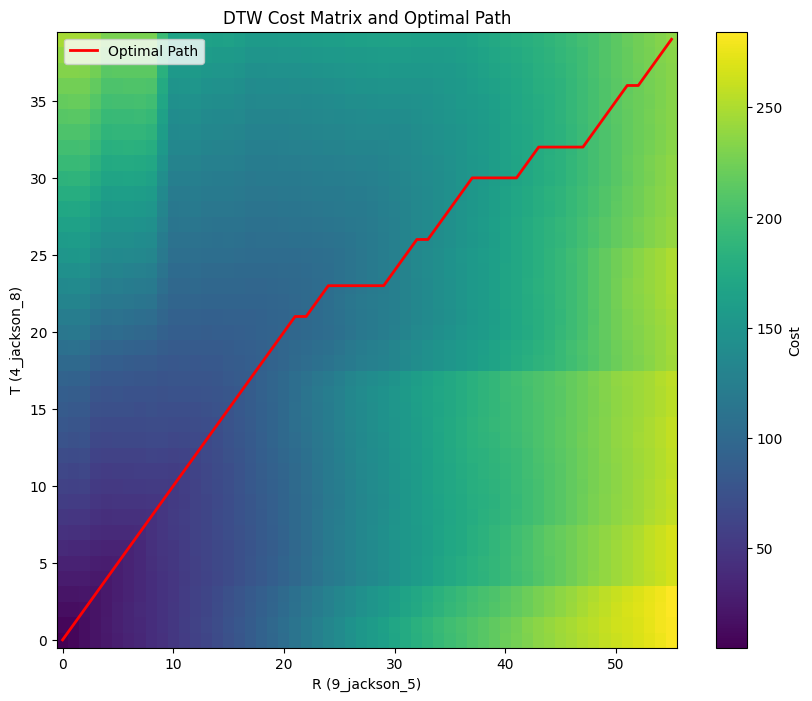 DTW Cost Matrix and Optimal Path
Optimal Path
35
30
25
20
15
10
5
0
T (4_jackson_8)
0 10 20 30 40 50
R (9_jackson_5)
250
200
150
100
50
Cost